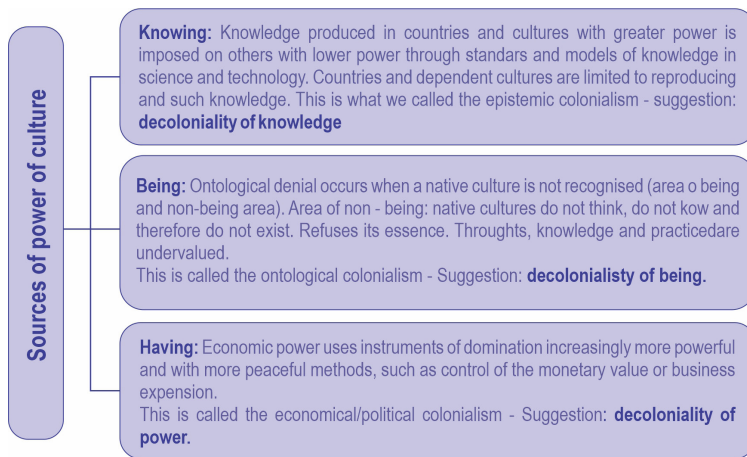 Sources of power of culture
Knowing: Knowledge produced in countries and cultures with greater power is
imposed on others with lower power through standars and models of knowledge in
science and technology. Countries and dependent cultures are limited to reproducing
and such knowledge. This is what we called the epistemic colonialism - suggestion:
decoloniality of knowledge
Being: Ontological denial occurs when a native culture is not recognised (area o being
and non-being area). Area of non - being: native cultures do not think, do not kow and
therefore do not exist. Refuses its essence. Throughts, knowledge and practicedare
undervalued.
This is called the ontological colonialism - Suggestion: decolonialisty of being.
Having: Economic power uses instruments of domination increasingly more powerful
and with more peaceful methods, such as control of the monetary value or business
expension.
This is called the economical/political colonialism - Suggestion: decoloniality of
power.